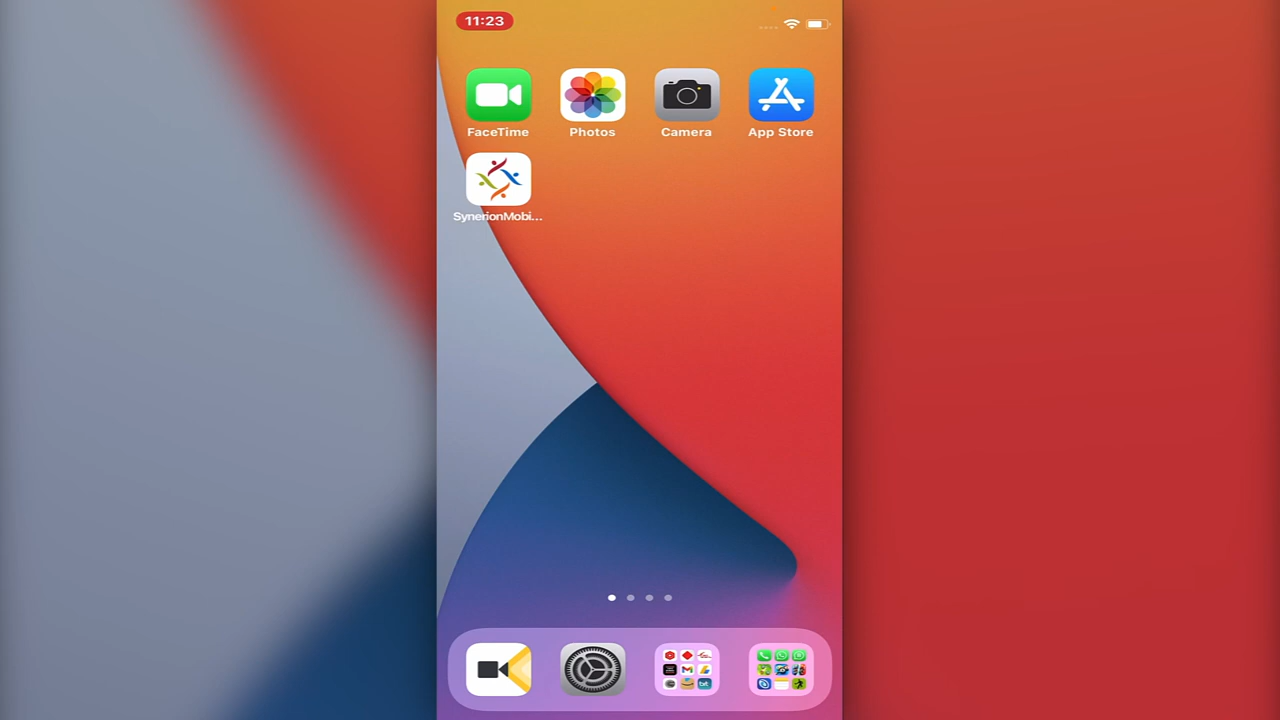 11:23
FaceTime
Photos
Camera
App Store
SynerionMobi...